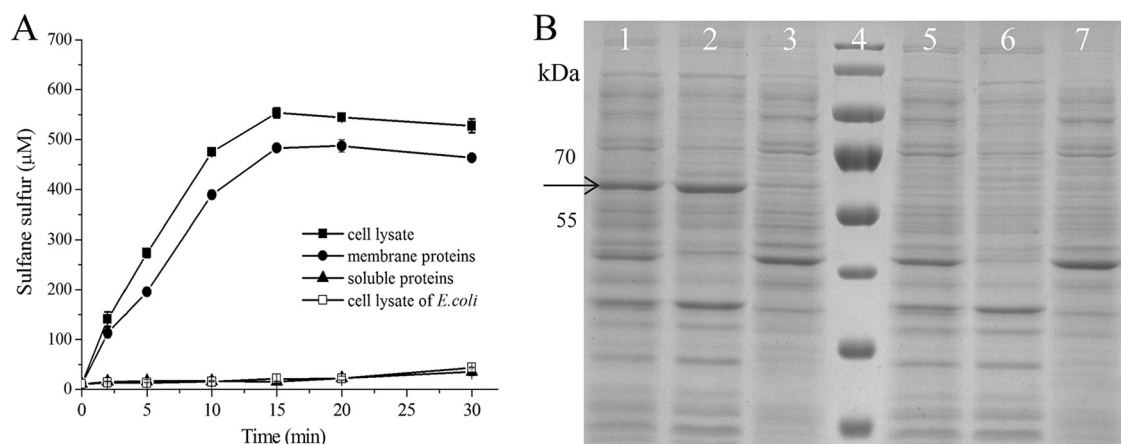 A
700
600
500
400
300
200
100
0
Sulfane sulfur (μM)
0 5 10 15 20 25 30
Time (min)
cell lysate
membrane proteins
soluble proteins
cell lysate of E.coli
B
kDa
70
55
1 2 3 4 5 6 7